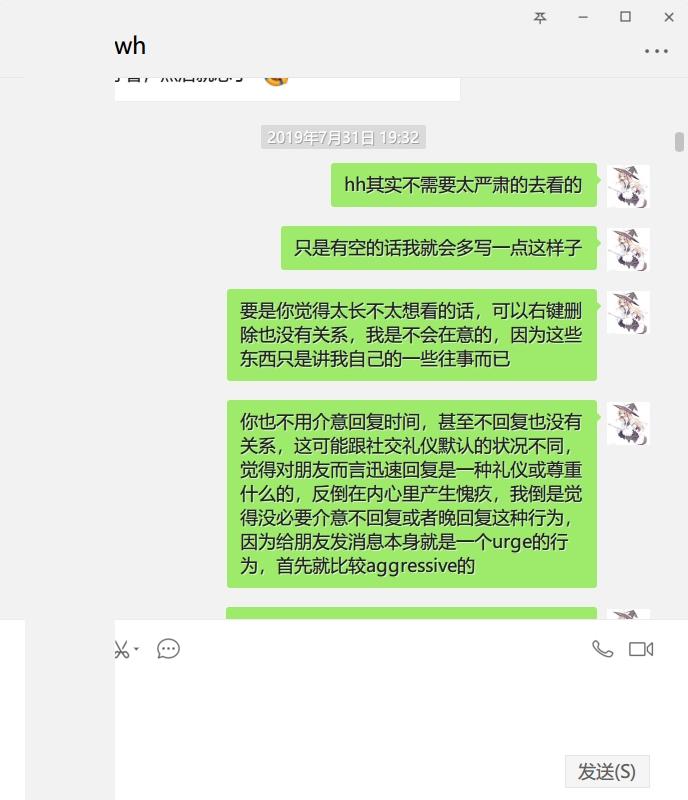 wh
2019年7月31日 19:32
hh其实不需要太严肃的去看的
只是有空的话我就会多写一点这样子
要是你觉得太长不太想看的话，可以右键删
除也没有关系，我是不会在意的，因为这些
东西只是讲我自己的一些往事而已
你也不用介意回复时间，甚至不回复也没有
关系，这可能跟社交礼仪默认的状况不同，
觉得对朋友而言迅速回复是一种礼仪或尊重
什么的，反倒在内心里产生愧疚，我倒是觉
得没必要介意不回复或者晚回复这种行为，
因为给朋友发消息本身就是一个urge的行
为，首先就比较aggressive的
发送(S)